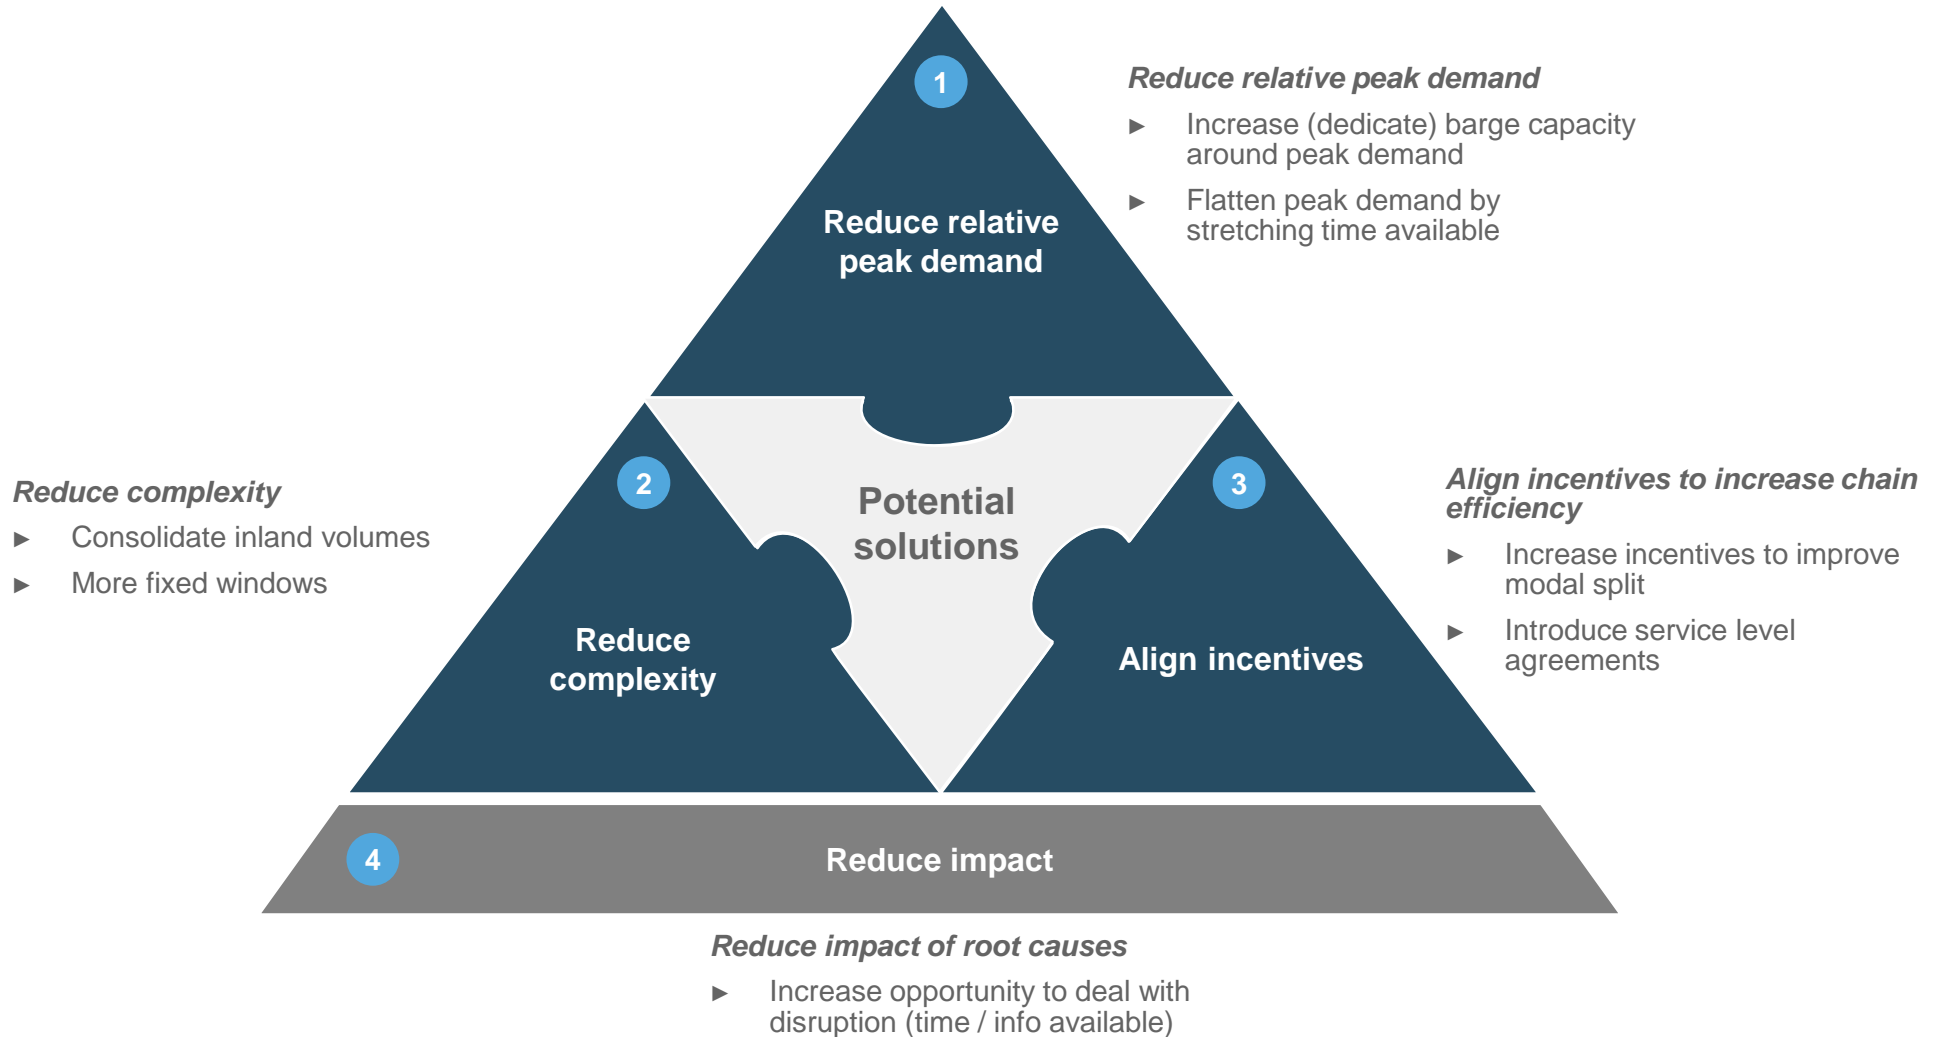 1
Reduce relative
peak demand
Reduce relative peak demand
► Increase (dedicate) barge capacity
around peak demand
► Flatten peak demand by
stretching time available
Potential
solutions
Reduce complexity
► Consolidate inland volumes
► More fixed windows
2
Reduce
complexity
3
Align incentives
Align incentives to increase chain
efficiency
► Increase incentives to improve
modal split
► Introduce service level
agreements
4
Reduce impact
Reduce impact of root causes
► Increase opportunity to deal with
disruption (time / info available)